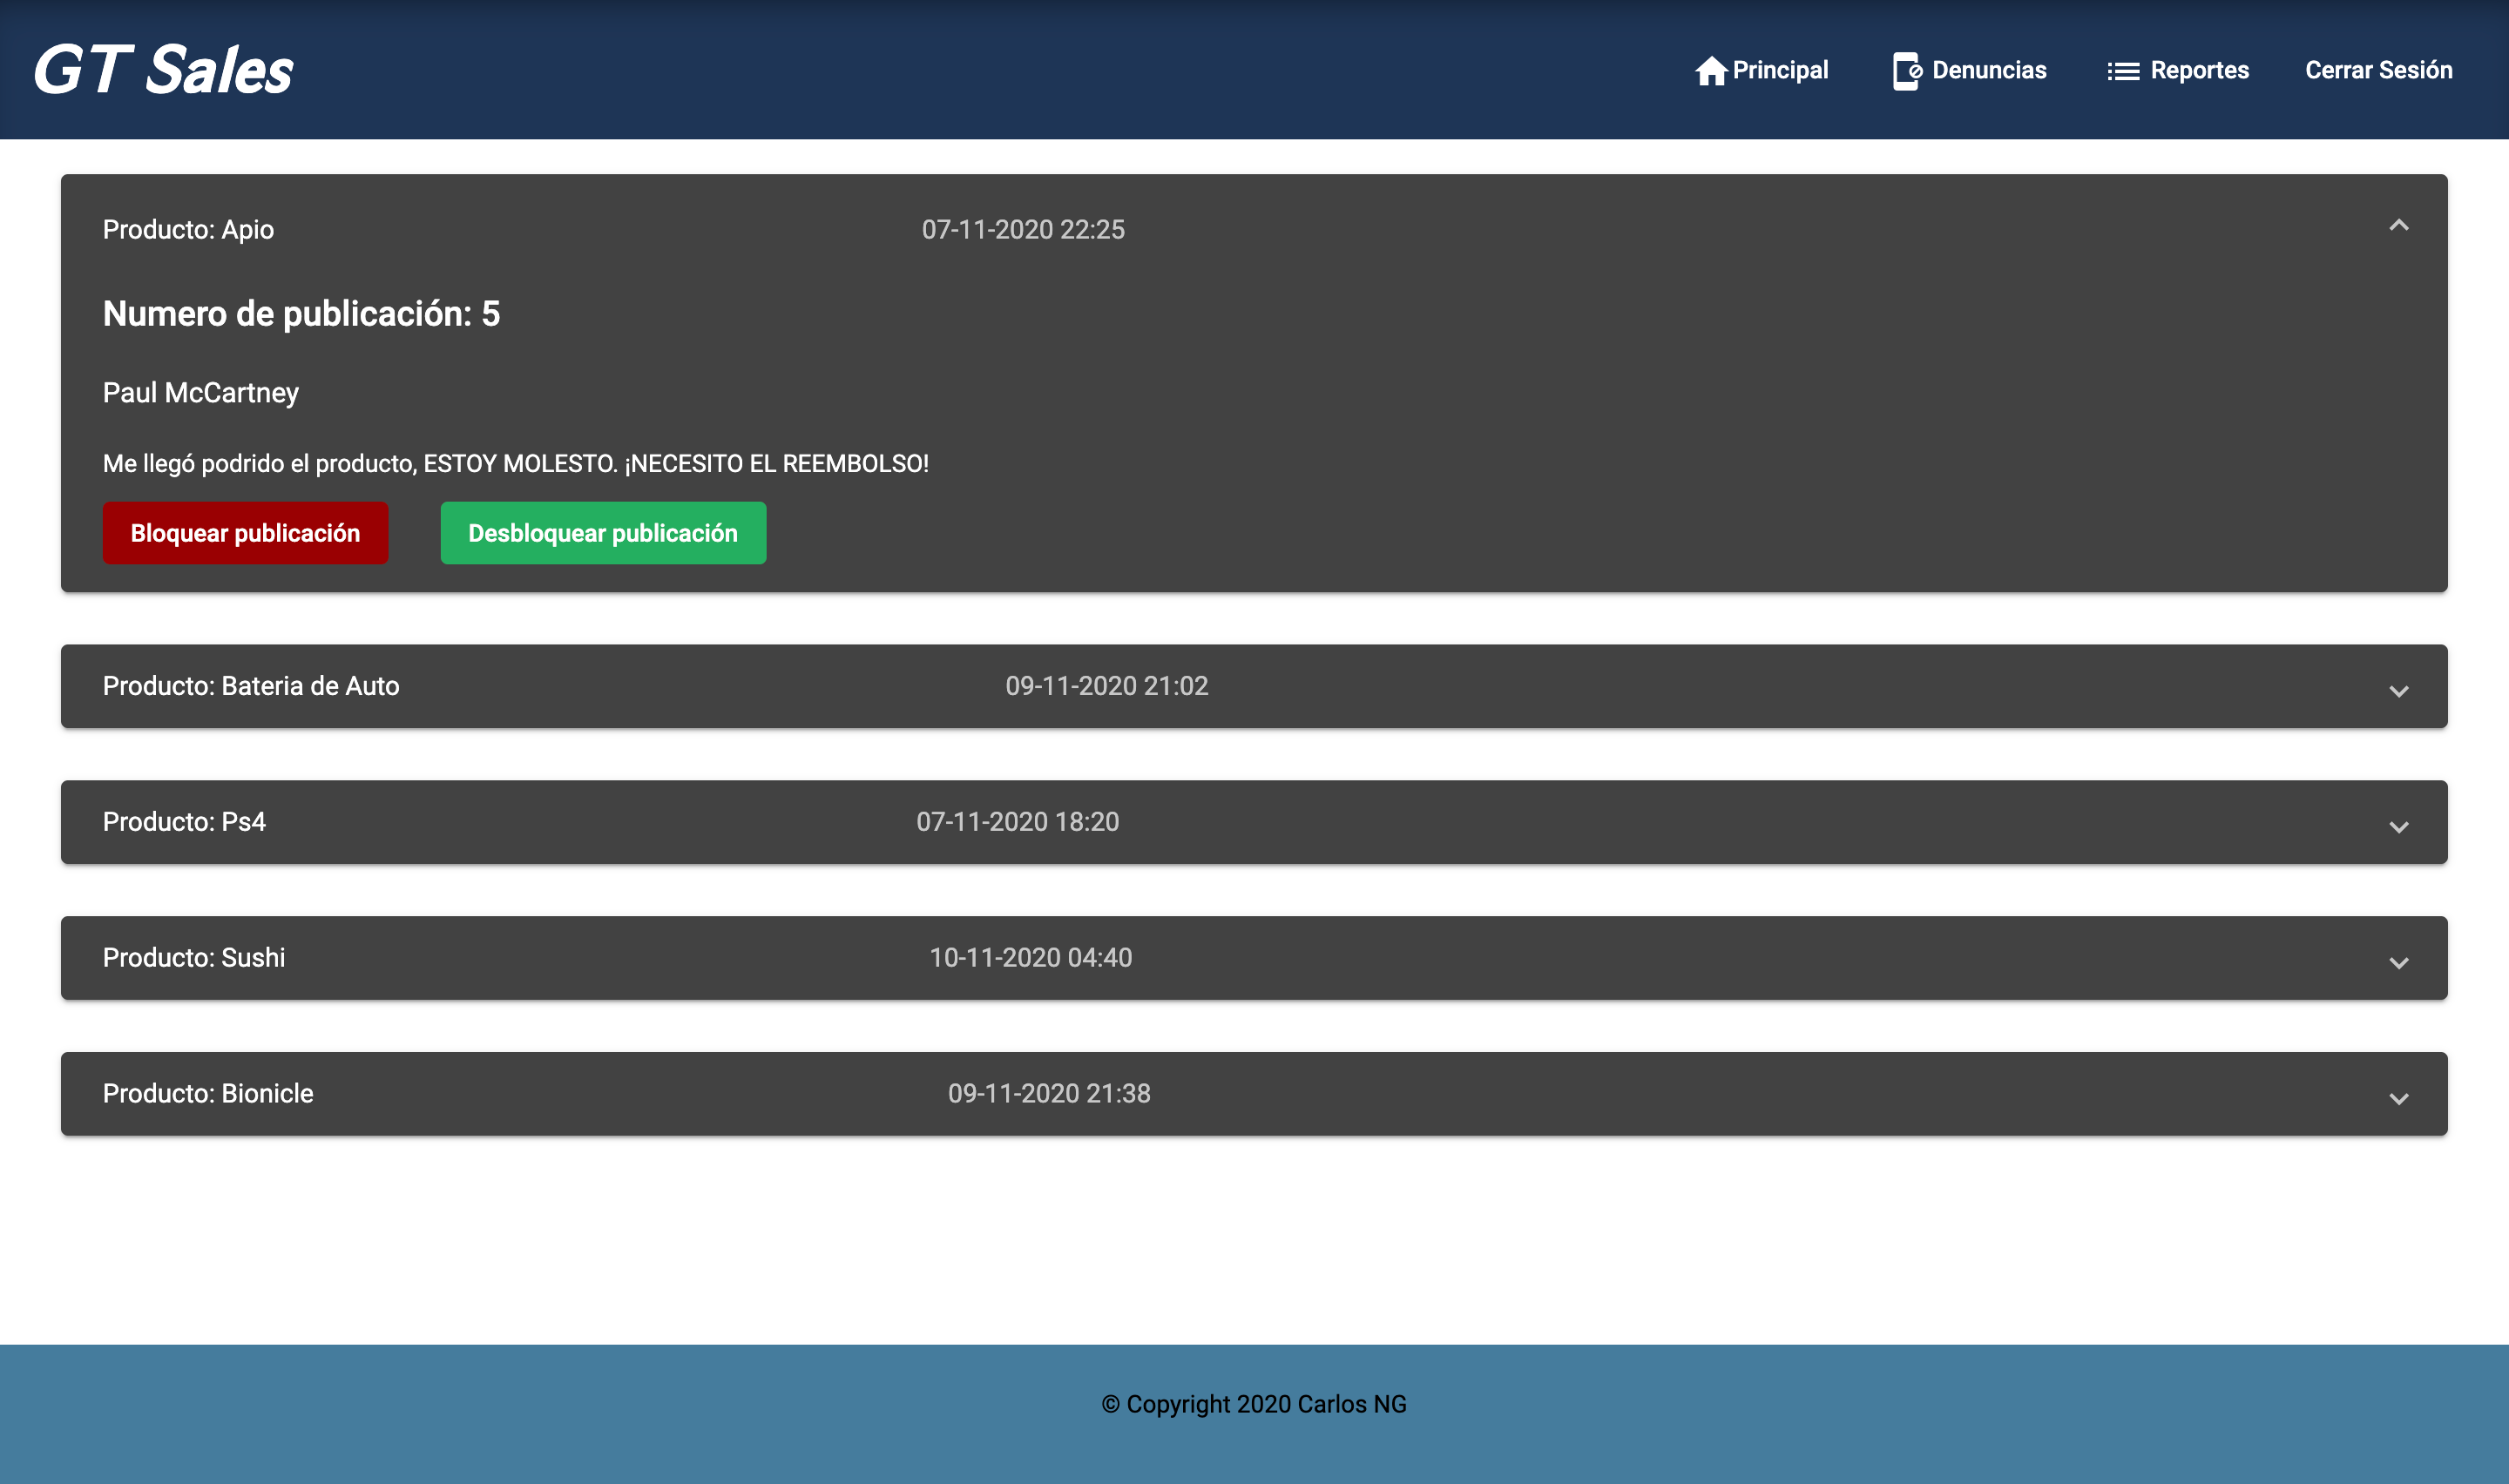 GT Sales
Principal
Denuncias
Reportes
Cerrar Sesión
Producto: Apio
07-11-2020 22:25
Numero de publicación: 5
Paul McCartney
Me llegó podrido el producto, ESTOY MOLESTO. ¡NECESITO EL REEMBOLSO!
Bloquear publicación
Desbloquear publicación
Producto: Bateria de Auto
09-11-2020 21:02
Producto: Ps4
07-11-2020 18:20
Producto: Sushi
10-11-2020 04:40
Producto: Bionicle
09-11-2020 21:38
© Copyright 2020 Carlos NG